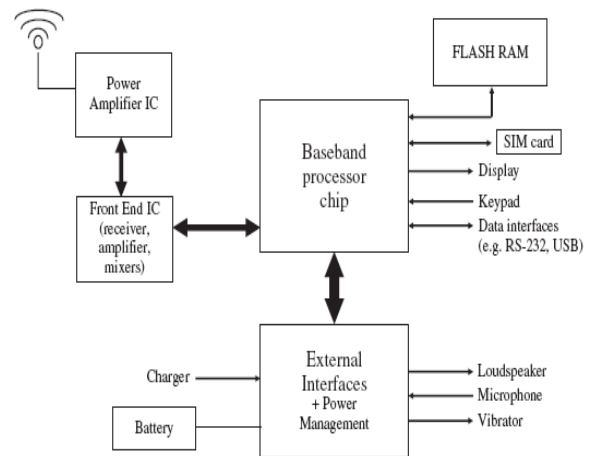 Power
Amplifier IC
FLASH RAM
Baseband
processor
chip
SIM card
Display
Keypad
Data interfaces
(e.g. RS-232, USB)
Front End IC
(receiver,
amplifier,
mixers)
External
Interfaces
+ Power
Management
Charger
Battery
Loudspeaker
Microphone
Vibrator